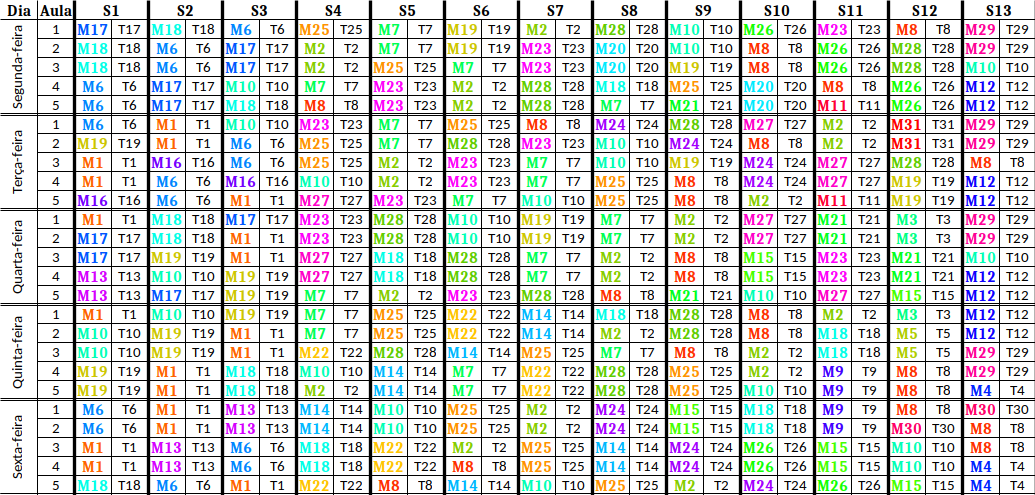 Dia Aula S1 S2 S3 S4 S5 S6 S7 S8 S9 S10 S11 S12 S13
Segunda-feira
1 M17 T17 M18 T18 M6 T6 M25 T25 M7 T7 M19 T19 M2 T2 M28 T28 M10 T10 M26 T26 M23 T23 M8 T8 M29 T29
2 M18 T18 M6 T6 M17 T17 M2 T2 M7 T7 M19 T19 M23 T23 M20 T20 M10 T10 M8 T8 M26 T26 M28 T28 M29 T29
3 M18 T18 M6 T6 M17 T17 M2 T2 M25 T25 M7 T7 M23 T23 M20 T20 M19 T19 M8 T8 M26 T26 M28 T28 M10 T10
4 M6 T6 M17 T17 M10 T10 M7 T7 M23 T23 M2 T2 M28 T28 M18 T18 M25 T25 M20 T20 M8 T8 M26 T26 M12 T12
5 M6 T6 M17 T17 M18 T18 M8 T8 M23 T23 M2 T2 M28 T28 M7 T7 M21 T21 M20 T20 M11 T11 M26 T26 M12 T12
Terça-feira
1 M6 T6 M1 T1 M10 T10 M23 T23 M7 T7 M25 T25 M8 T8 M24 T24 M28 T28 M27 T27 M2 T2 M31 T31 M29 T29
2 M19 T19 M1 T1 M6 T6 M25 T25 M7 T7 M28 T28 M23 T23 M10 T10 M24 T24 M8 T8 M2 T2 M31 T31 M29 T29
3 M1 T1 M16 T16 M6 T6 M25 T25 M2 T2 M23 T23 M7 T7 M10 T10 M19 T19 M24 T24 M27 T27 M28 T28 M8 T8
4 M1 T1 M6 T6 M16 T16 M10 T10 M2 T2 M23 T23 M7 T7 M25 T25 M8 T8 M24 T24 M27 T27 M19 T19 M12 T12
5 M16 T16 M6 T6 M1 T1 M27 T27 M23 T23 M7 T7 M10 T10 M25 T25 M8 T8 M2 T2 M11 T11 M19 T19 M12 T12
Quarta-feira
1 M1 T1 M18 T18 M17 T17 M23 T23 M28 T28 M10 T10 M19 T19 M7 T7 M2 T2 M27 T27 M21 T21 M3 T3 M29 T29
2 M17 T17 M18 T18 M1 T1 M23 T23 M28 T28 M10 T10 M19 T19 M7 T7 M2 T2 M27 T27 M21 T21 M3 T3 M29 T29
3 M17 T17 M19 T19 M1 T1 M27 T27 M18 T18 M28 T28 M7 T7 M2 T2 M8 T8 M15 T15 M23 T23 M21 T21 M10 T10
4 M13 T13 M10 T10 M19 T19 M27 T27 M18 T18 M28 T28 M7 T7 M2 T2 M8 T8 M15 T15 M23 T23 M21 T21 M12 T12
5 M13 T13 M17 T17 M19 T19 M7 T7 M2 T2 M23 T23 M28 T28 M8 T8 M21 T21 M10 T10 M27 T27 M15 T15 M12 T12
Quinta-feira
1 M1 T1 M10 T10 M19 T19 M7 T7 M25 T25 M22 T22 M14 T14 M18 T18 M28 T28 M8 T8 M2 T2 M3 T3 M12 T12
2 M10 T10 M19 T19 M1 T1 M7 T7 M25 T25 M22 T22 M14 T14 M2 T2 M28 T28 M8 T8 M18 T18 M5 T5 M12 T12
3 M10 T10 M19 T19 M1 T1 M22 T22 M28 T28 M14 T14 M25 T25 M7 T7 M8 T8 M2 T2 M18 T18 M5 T5 M29 T29
4 M19 T19 M1 T1 M18 T18 M10 T10 M14 T14 M7 T7 M22 T22 M28 T28 M25 T25 M2 T2 M9 T9 M8 T8 M29 T29
5 M19 T19 M1 T1 M18 T18 M2 T2 M14 T14 M7 T7 M22 T22 M28 T28 M25 T25 M10 T10 M9 T9 M8 T8 M4 T4
Sexta-feira
1 M6 T6 M1 T1 M13 T13 M14 T14 M10 T10 M25 T25 M2 T2 M24 T24 M15 T15 M18 T18 M9 T9 M8 T8 M30 T30
2 M6 T6 M1 T1 M13 T13 M14 T14 M10 T10 M25 T25 M2 T2 M24 T24 M15 T15 M18 T18 M9 T9 M30 T30 M8 T8
3 M1 T1 M13 T13 M6 T6 M18 T18 M22 T22 M2 T2 M25 T25 M14 T14 M24 T24 M26 T26 M15 T15 M10 T10 M8 T8
4 M1 T1 M13 T13 M6 T6 M18 T18 M22 T22 M8 T8 M25 T25 M14 T14 M24 T24 M26 T26 M15 T15 M10 T10 M4 T4
5 M18 T18 M6 T6 M1 T1 M22 T22 M8 T8 M14 T14 M10 T10 M25 T25 M2 T2 M24 T24 M26 T26 M15 T15 M4 T4